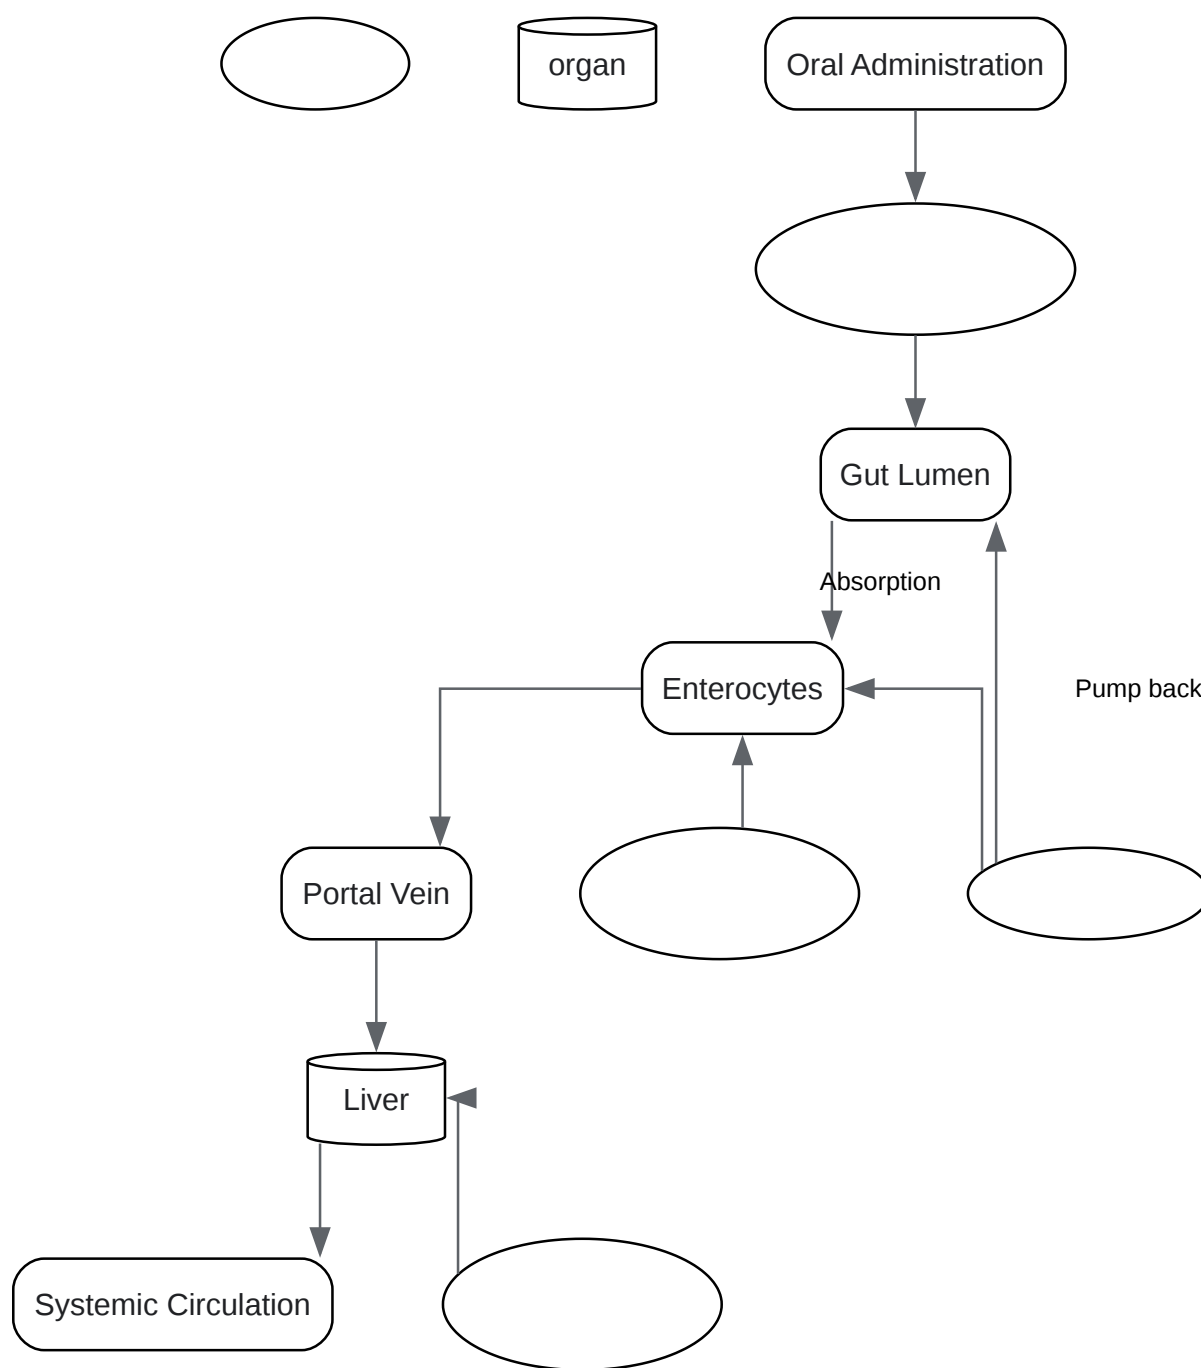 organ
Oral Administration
Gut Lumen
Absorption
Enterocytes
Pump back
Portal Vein
Liver
Systemic Circulation